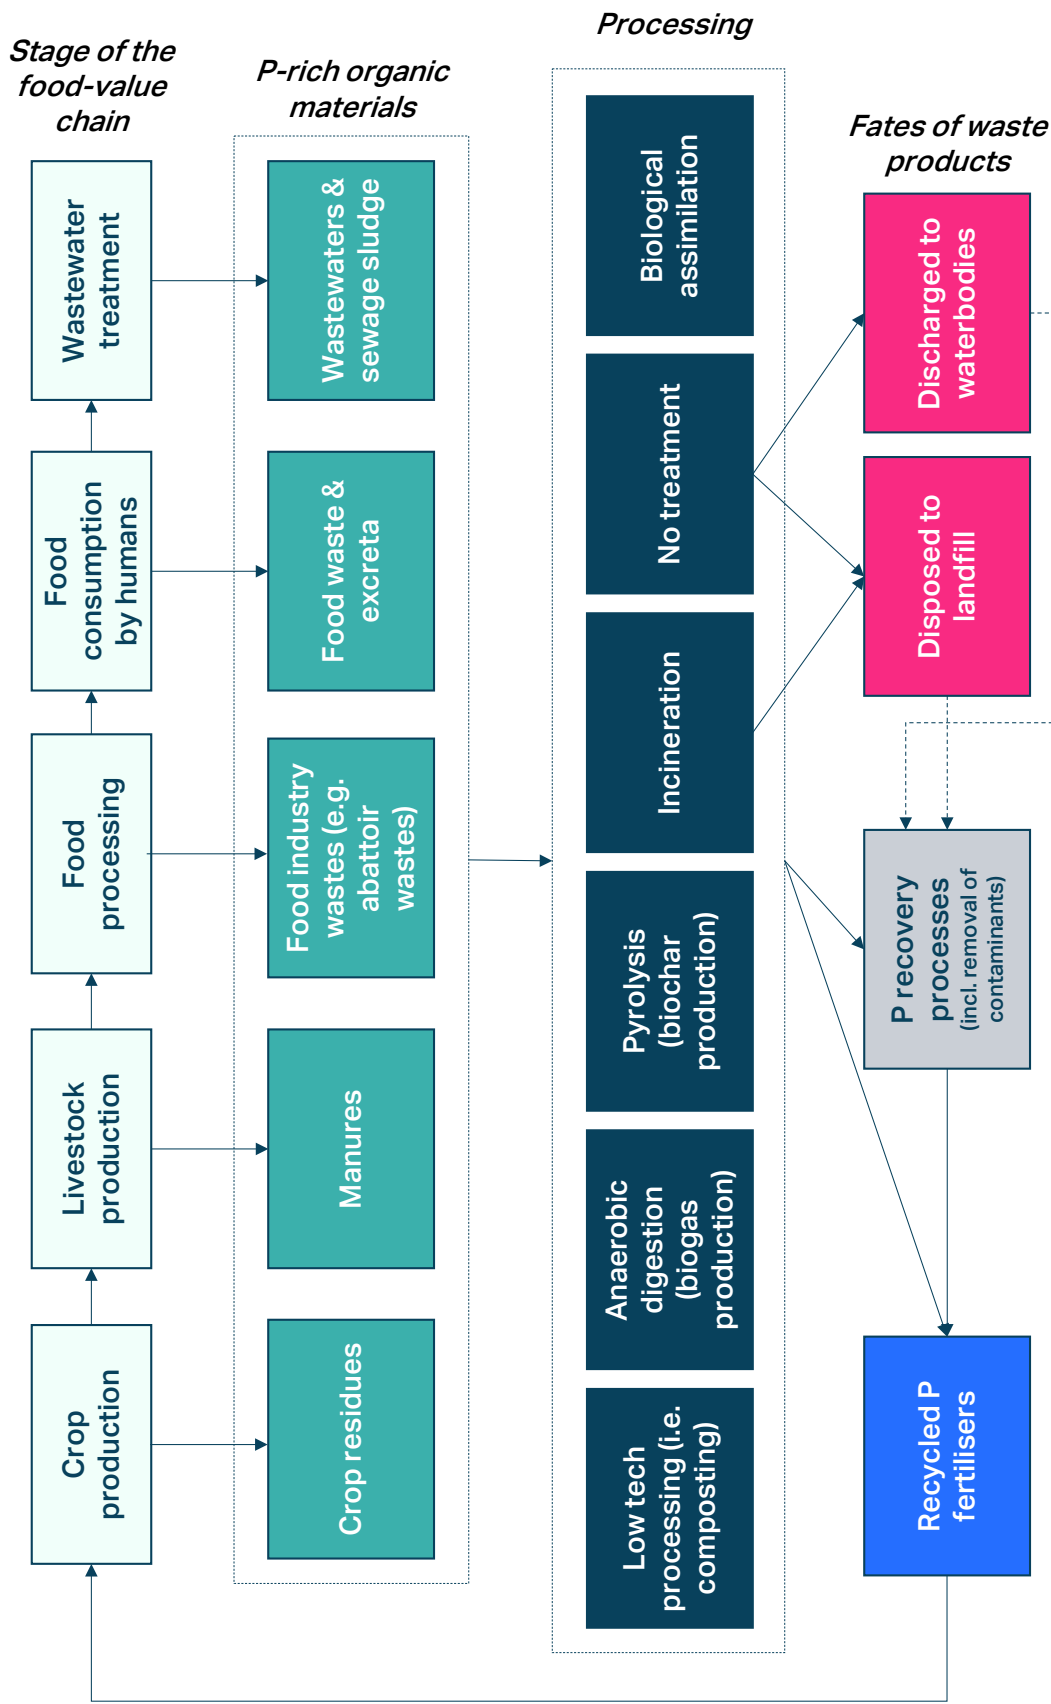 Stage of the
food-value
chain
P-rich organic
materials
Processing
Fates of waste
products
Crop
production
Livestock
production
Food
processing
Food
consumption
by humans
Wastewater
treatment
Crop residues
Manures
Food industry
wastes (e.g.
abattoir
wastes)
Food waste &
excreta
Wastewaters &
sewage sludge
Low tech
processing (i.e.
composting)
Anaerobic
digestion
(biogas
production)
Pyrolysis
(biochar
production)
Incineration
No treatment
Biological
assimilation
Recycled P
fertilisers
P recovery
processes
(incl. removal of
contaminants)
Disposed to
landfill
Discharged to
waterbodies